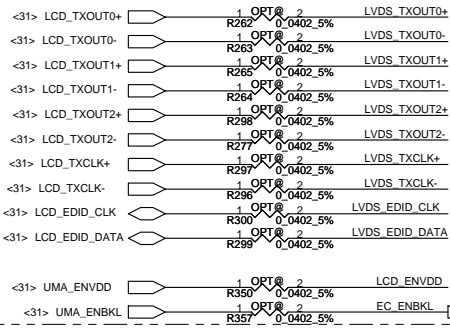 <31> LCD_TXOUT0+ 1 OPT@ 2 LVDS_TXOUT0+
R262 0_0402_5%
<31> LCD_TXOUT0- 1 OPT@ 2 LVDS_TXOUT0-
R263 0_0402_5%
<31> LCD_TXOUT1+ 1 OPT@ 2 LVDS_TXOUT1+
R265 0_0402_5%
<31> LCD_TXOUT1- 1 OPT@ 2 LVDS_TXOUT1-
R264 0_0402_5%
<31> LCD_TXOUT2+ 1 OPT@ 2 LVDS_TXOUT2+
R298 0_0402_5%
<31> LCD_TXOUT2- 1 OPT@ 2 LVDS_TXOUT2-
R277 0_0402_5%
<31> LCD_TXCLK+ 1 OPT@ 2 LVDS_TXCLK+
R297 0_0402_5%
<31> LCD_TXCLK- 1 OPT@ 2 LVDS_TXCLK-
R296 0_0402_5%
<31> LCD_EDID_CLK 1 OPT@ 2 LVDS_EDID_CLK
R300 0_0402_5%
<31> LCD_EDID_DATA 1 OPT@ 2 LVDS_EDID_DATA
R299 0_0402_5%
<31> UMA_ENVDD 1 OPT@ 2 LCD_ENVDD
R350 0_0402_5%
<31> UMA_ENBKL 1 OPT@ 2 EC_ENBKL
R357 0_0402_5%